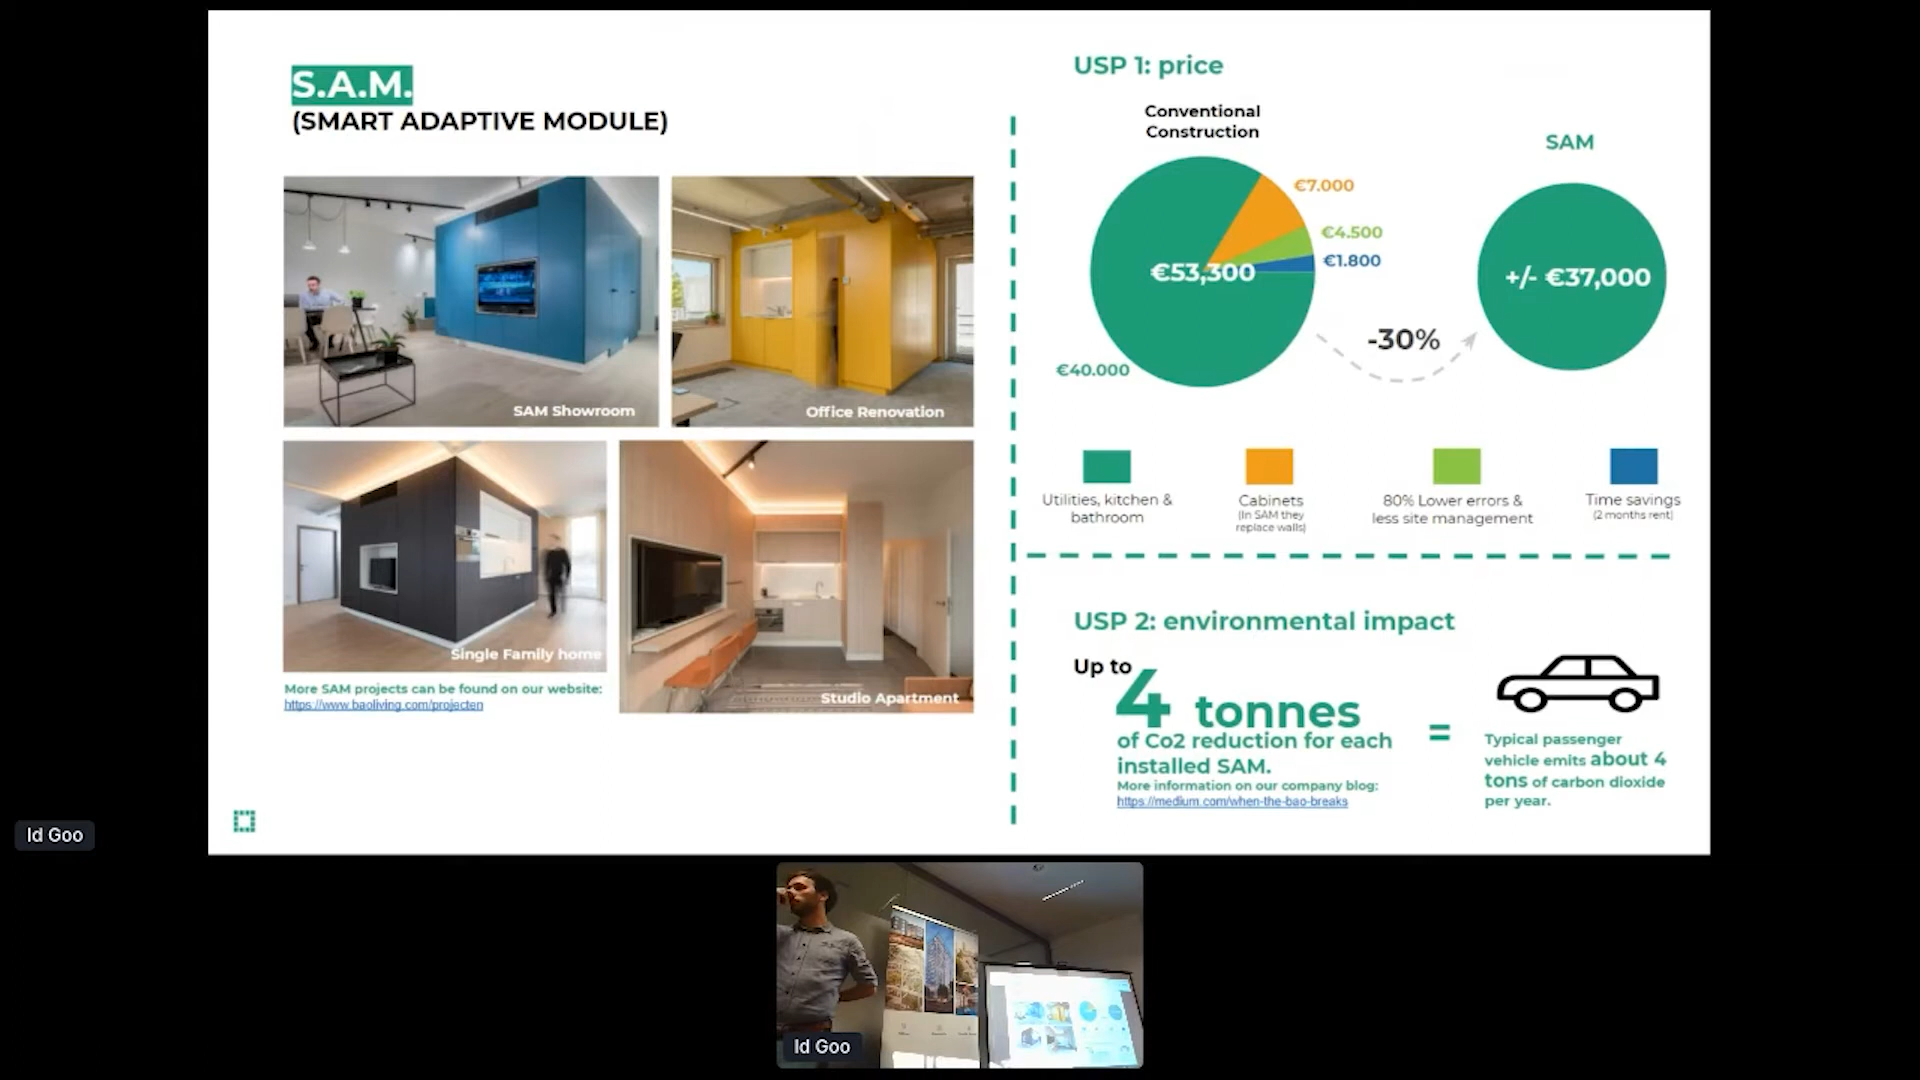 S.A.M.
(SMART ADAPTIVE MODULE)
SAM Showroom
Office Renovation
Single Family home
Studio Apartment
More SAM projects can be found on our website:
https://www.baoliving.com/projecten
USP 1: price
Conventional
Construction
SAM
€7.000
€4.500
€1.800
€53,300
€40.000
+/- €37,000
-30%
Utilities, kitchen &
bathroom
Cabinets
(in SAM they
replace walls)
80% Lower errors &
less site management
Time savings
(2 months rent)
USP 2: environmental impact
Up to
4 tonnes
of Co2 reduction for each
installed SAM.
More information on our company blog:
https://medium.com/when-the-bao-breaks
=
Typical passenger
vehicle emits about 4
tons of carbon dioxide
per year.
Id Goo
Id Goo